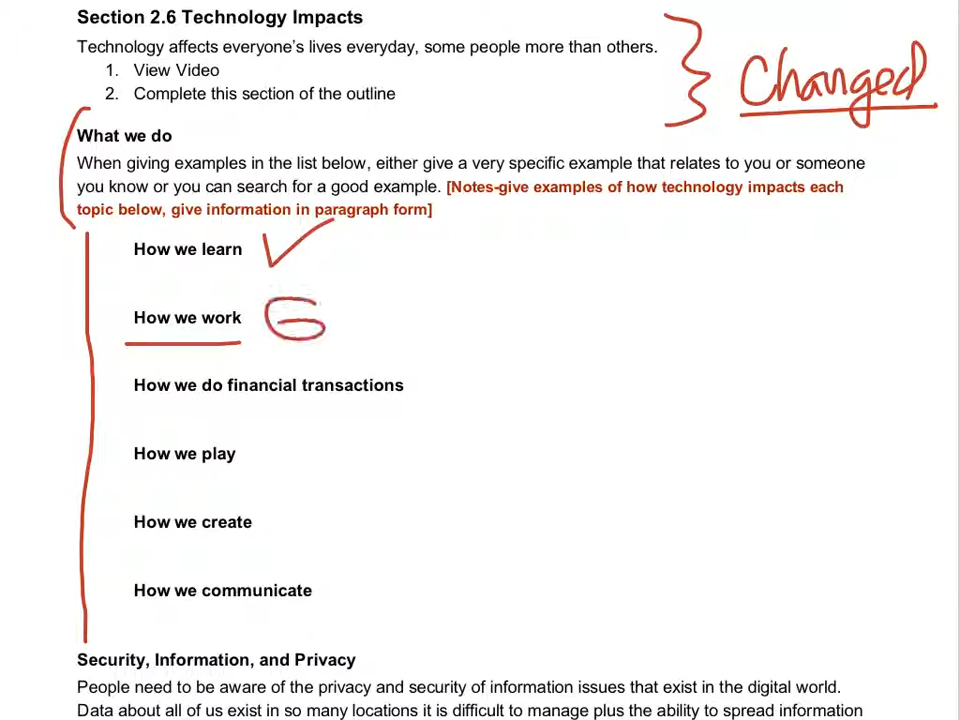 Section 2.6 Technology Impacts
Technology affects everyone's lives everyday, some people more than others.
1. View Video
2. Complete this section of the outline
Changed
What we do
When giving examples in the list below, either give a very specific example that relates to you or someone
you know or you can search for a good example. [Notes-give examples of how technology impacts each
topic below, give information in paragraph form]
How we learn
How we work
How we do financial transactions
How we play
How we create
How we communicate
Security, Information, and Privacy
People need to be aware of the privacy and security of information issues that exist in the digital world.
Data about all of us exist in so many locations it is difficult to manage plus the ability to spread information